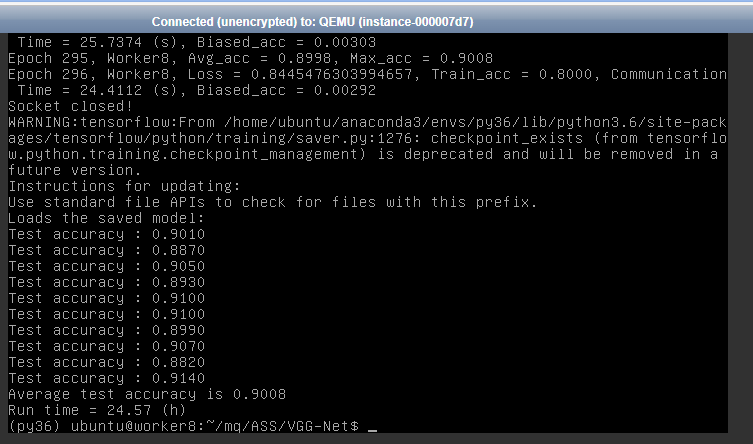 Connected (unencrypted) to: QEMU (instance-000007d7)
Time = 25.7374 (s), Biased_acc = 0.00303
Epoch 295, Worker8, Avg_acc = 0.8998, Max_acc = 0.9008
Epoch 296, Worker8, Loss = 0.8445476303994657, Train_acc = 0.8000, Communication
Time = 24.4112 (s), Biased_acc = 0.00292
Socket closed!
WARNING:tensorflow:From /home/ubuntu/anaconda3/envs/py36/lib/python3.6/site-pack
ages/tensorflow/python/training/saver.py:1276: checkpoint_exists (from tensorflo
w.python.training.checkpoint_management) is deprecated and will be removed in a
future version.
Instructions for updating:
Use standard file APIs to check for files with this prefix.
Loads the saved model:
Test accuracy : 0.9010
Test accuracy : 0.8870
Test accuracy : 0.9050
Test accuracy : 0.8930
Test accuracy : 0.9100
Test accuracy : 0.9100
Test accuracy : 0.8990
Test accuracy : 0.9070
Test accuracy : 0.8820
Test accuracy : 0.9140
Average test accuracy is 0.9008
Run time = 24.57 (h)
(py36) ubuntu@worker8:~/mq/ASS/VGG-Net$ _